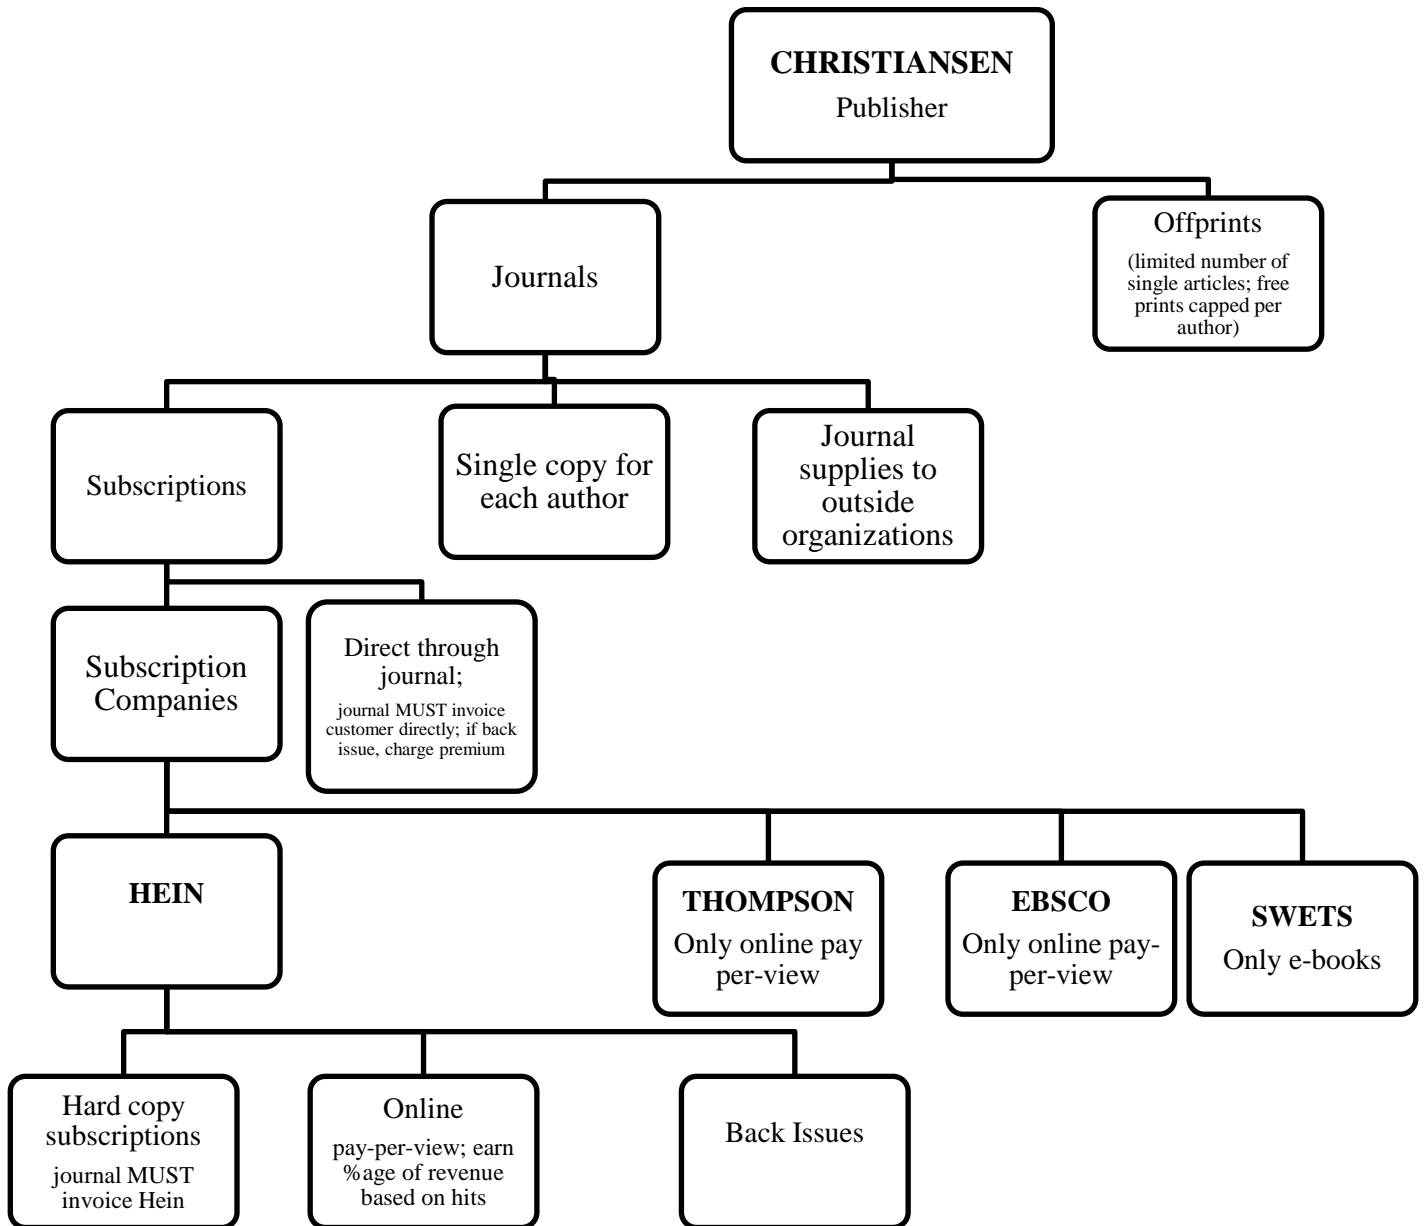 CHRISTIANSEN
Publisher
Journals
Offprints
(limited number of
single articles; free
prints capped per
author)
Subscriptions
Single copy for
each author
Journal
supplies to
outside
organizations
Subscription
Companies
Direct through
journal;
journal MUST invoice
customer directly; if back
issue, charge premium
HEIN
THOMPSON
Only online pay
per-view
EBSCO
Only online pay-
per-view
SWETS
Only e-books
Hard copy
subscriptions
journal MUST
invoice Hein
Online
pay-per-view; earn
%age of revenue
based on hits
Back Issues